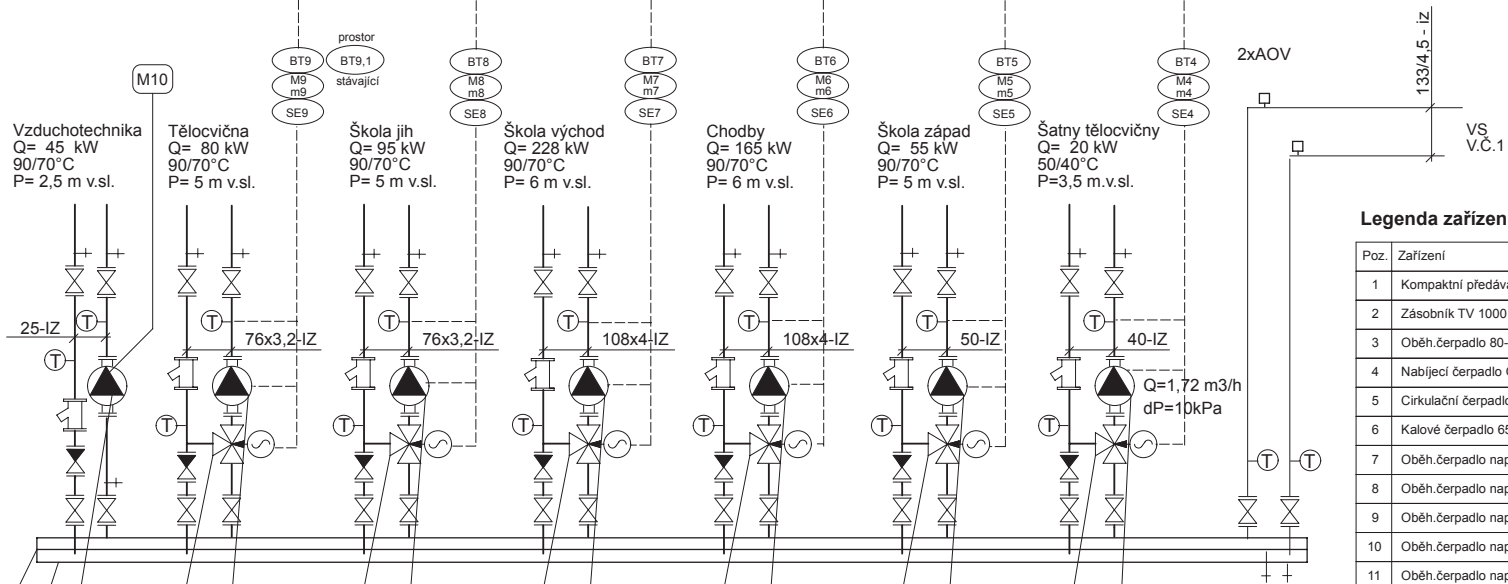 prostor
BT9
BT9,1
stávající
M9
m9
SE9
BT8
M8
m8
SE8
BT7
M7
m7
SE7
BT6
M6
m6
SE6
BT5
M5
m5
SE5
BT4
M4
m4
SE4
2xAOV
133/4,5 - iz
VS
V.Č.1
M10
Vzduchotechnika
Q= 45 kW
90/70°C
P= 2,5 m v.sl.
Tělocvična
Q= 80 kW
90/70°C
P= 5 m v.sl.
Škola jih
Q= 95 kW
90/70°C
P= 5 m v.sl.
Škola východ
Q= 228 kW
90/70°C
P= 6 m v.sl.
Chodby
Q= 165 kW
90/70°C
P= 6 m v.sl.
Škola západ
Q= 55 kW
90/70°C
P= 5 m v.sl.
Šatny tělocvičny
Q= 20 kW
50/40°C
P=3,5 m.v.sl.
T
T
T
T
T
T
T
25-IZ
76x3,2-IZ
76x3,2-IZ
108x4-IZ
108x4-IZ
50-IZ
40-IZ
T
Q=1,72 m3/h
dP=10kPa
T
T
T
T
T
T
T
T
Legenda zařízen
Poz. Zařízení
1 Kompaktní předáva
2 Zásobník TV 1000
3 Oběh.čerpadlo 80-
4 Nabíjecí čerpadlo
5 Cirkulační čerpadlo
6 Kalové čerpadlo 65
7 Oběh.čerpadlo nap
8 Oběh.čerpadlo nap
9 Oběh.čerpadlo nap
10 Oběh.čerpadlo nap
11 Oběh.čerpadlo nap